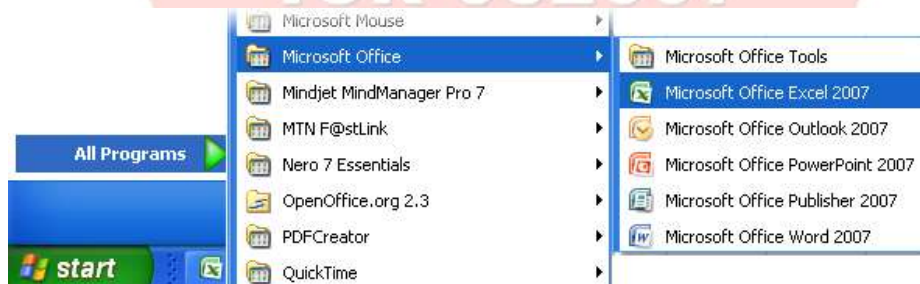 Microsoft Mouse
Microsoft Office
Mindjet MindManager Pro 7
MTN F@stLink
Nero 7 Essentials
OpenOffice.org 2.3
PDFCreator
QuickTime
Microsoft Office Tools
Microsoft Office Excel 2007
Microsoft Office Outlook 2007
Microsoft Office PowerPoint 2007
Microsoft Office Publisher 2007
Microsoft Office Word 2007
All Programs
start